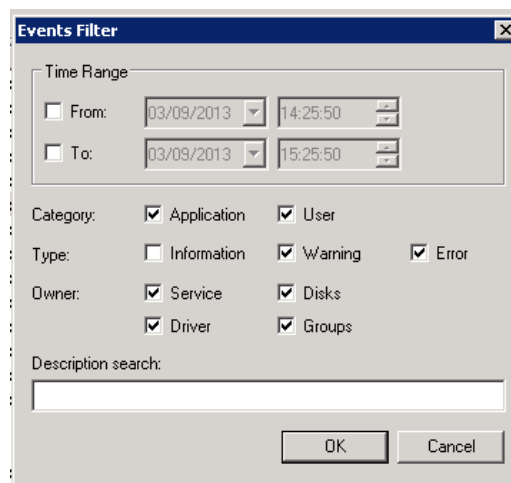 Events Filter
Time Range
From: 03/09/2013 14:25:50
To: 03/09/2013 15:25:50
Category: Application User
Type: Information Warning Error
Owner: Service Disks
Driver Groups
Description search:
OK Cancel